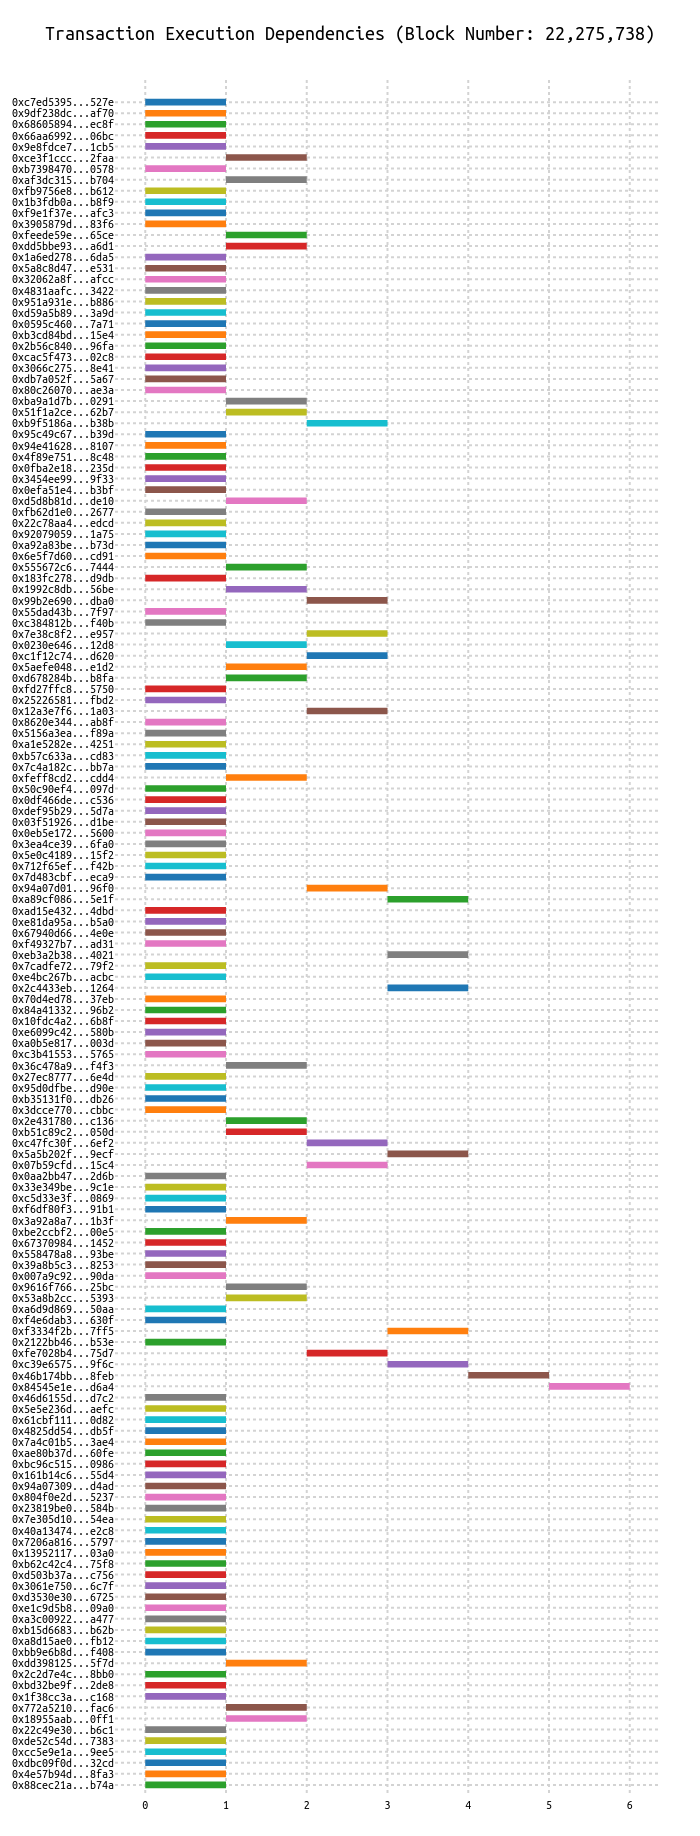 Transaction Execution Dependencies (Block Number: 22,275,738)
0xc7ed5395...527e
0x9df238dc...af70
0x68605894...ec8f
0x66aa6992...06bc
0x9e8fdce7...1cb5
0xce3f1ccc...2faa
0xb7398470...0578
0xaf3dc315...b704
0xfb9756e8...b612
0x1b3fdb0a...b8f9
0xf9e1f37e...afc3
0x3905879d...83f6
0xfeede59e...65ce
0xdd5bbe93...a6d1
0x1a6ed278...6da5
0x5a8c8d47...e531
0x32062a8f...afcc
0x4831aafc...3422
0x951a931e...b886
0xd59a5b89...3a9d
0x0595c460...7a71
0xb3cd84bd...15e4
0x2b56c840...96fa
0xcac5f473...02c8
0x3066c275...8e41
0xdb7a052f...5a67
0x80c26070...ae3a
0xba9a1d7b...0291
0x51f1a2ce...62b7
0xb9f5186a...b38b
0x95c49c67...b39d
0x94e41628...8107
0x4f89e751...8c48
0x0fba2e18...235d
0x3454ee99...9f33
0x0efa51e4...b3bf
0xd5d8b81d...de10
0xfb62d1e0...2677
0x22c78aa4...edcd
0x92079059...1a75
0xa92a83be...b73d
0x6e5f7d60...cd91
0x555672c6...7444
0x183fc278...d9db
0x1992c8db...56be
0x99b2e690...dba0
0x55dad43b...7f97
0xc384812b...f40b
0x7e38c8f2...e957
0x0230e646...12d8
0xc1f12c74...d620
0x5aefe048...e1d2
0xd678284b...b8fa
0xfd27ffc8...5750
0x25226581...fbd2
0x12a3e7f6...1a03
0x8620e344...ab8f
0x5156a3ea...f89a
0xa1e5282e...4251
0xb57c633a...cd83
0x7c4a182c...bb7a
0xfeff8cd2...cdd4
0x50c90ef4...097d
0x0df466de...c536
0xdef95b29...5d7a
0x03f51926...d1be
0x0eb5e172...5600
0x3ea4ce39...6fa0
0x5e0c4189...15f2
0x712f65ef...f42b
0x7d483cbf...eca9
0x94a07d01...96f0
0xa89cf086...5e1f
0xad15e432...4dbd
0xe81da95a...b5a0
0x67940d66...4e0e
0xf49327b7...ad31
0xeb3a2b38...4021
0x7cadfe72...79f2
0xe4bc267b...acbc
0x2c4433eb...1264
0x70d4ed78...37eb
0x84a41332...96b2
0x10fdc4a2...6b8f
0xe6099c42...580b
0xa0b5e817...003d
0xc3b41553...5765
0x36c478a9...f4f3
0x27ec8777...6e4d
0x95d0dfbe...d90e
0xb35131f0...db26
0x3dcce770...cbbc
0x2e431780...c136
0xb51c89c2...050d
0xc47fc30f...6ef2
0x5a5b202f...9ecf
0x07b59cfd...15c4
0x0aa2bb47...2d6b
0x33e349be...9c1e
0xc5d33e3f...0869
0xf6df80f3...91b1
0x3a92a8a7...1b3f
0xbe2ccbf2...00e5
0x67370984...1452
0x558478a8...93be
0x39a8b5c3...8253
0x007a9c92...90da
0x9616f766...25bc
0x53a8b2cc...5393
0xa6d9d869...50aa
0xf4e6dab3...630f
0xf3334f2b...7ff5
0x2122bb46...b53e
0xfe7028b4...75d7
0xc39e6575...9f6c
0x46b174bb...8feb
0x84545e1e...d6a4
0x46d6155d...d7c2
0x5e5e236d...aefc
0x61cbf111...0d82
0x4825dd54...db5f
0x7a4c01b5...3ae4
0xae80b37d...60fe
0xbc96c515...0986
0x161b14c6...55d4
0x94a07309...d4ad
0x804f0e2d...5237
0x23819be0...584b
0x7e305d10...54ea
0x40a13474...e2c8
0x7206a816...5797
0x13952117...03a0
0xb62c42c4...75f8
0xd503b37a...c756
0x3061e750...6c7f
0xd3530e30...6725
0xe1c9d5b8...09a0
0xa3c00922...a477
0xb15d6683...b62b
0xa8d15ae0...fb12
0xbb9e6b8d...f408
0xdd398125...5f7d
0x2c2d7e4c...8bb0
0xbd32be9f...2de8
0x1f38cc3a...c168
0x772a5210...fac6
0x18955aab...0ff1
0x22c49e30...b6c1
0xde52c54d...7383
0xcc5e9e1a...9ee5
0xdbc09f0d...32cd
0x4e57b94d...8fa3
0x88cec21a...b74a
0 1 2 3 4 5 6